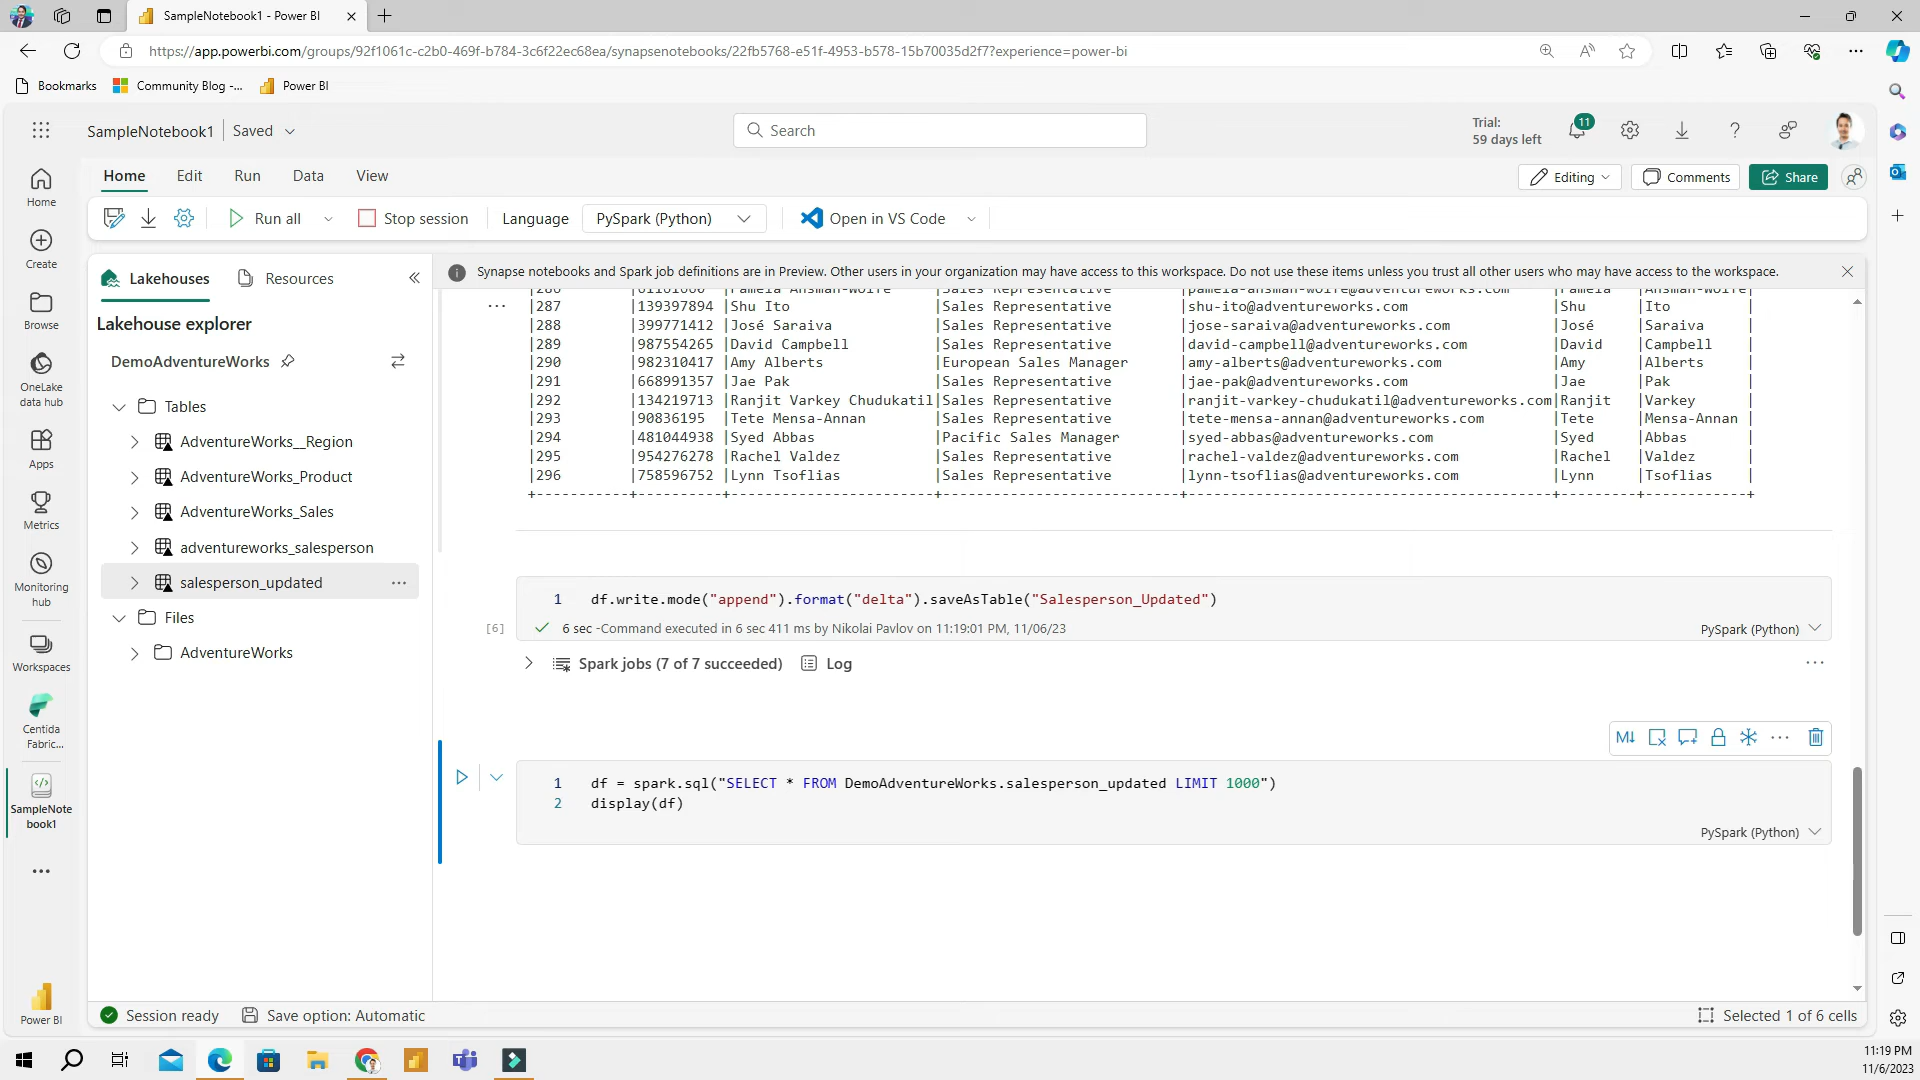 SampleNotebook1 - Power BI
https://app.powerbi.com/groups/92f1061c-c2b0-469f-b784-3c6f22ec68ea/synapsenotebooks/22fb5768-e51f-4953-b578-15b70035d2f7?experience=power-bi
Bookmarks Community Blog -... Power BI
SampleNotebook1 Saved
Search
Trial:
59 days left
11
Home Edit Run Data View
Editing Comments Share
Run all Stop session Language PySpark (Python) Open in VS Code
Home
Create
Browse
OneLake
data hub
Apps
Metrics
Monitoring
hub
Workspaces
Centida
Fabric...
SampleNote
book1
Power BI
Lakehouses Resources
Lakehouse explorer
DemoAdventureWorks
Tables
AdventureWorks__Region
AdventureWorks_Product
AdventureWorks_Sales
adventureworks_salesperson
salesperson_updated
Files
AdventureWorks
Synapse notebooks and Spark job definitions are in Preview. Other users in your organization may have access to this workspace. Do not use these items unless you trust all other users who may have access to the workspace.
|287 |139397894 |Shu Ito |Sales Representative |shu-ito@adventureworks.com |Shu |Ito |
|288 |399771412 |José Saraiva |Sales Representative |jose-saraiva@adventureworks.com |José |Saraiva |
|289 |987554265 |David Campbell |Sales Representative |david-campbell@adventureworks.com |David |Campbell |
|290 |982310417 |Amy Alberts |European Sales Manager |amy-alberts@adventureworks.com |Amy |Alberts |
|291 |668991357 |Jae Pak |Sales Representative |jae-pak@adventureworks.com |Jae |Pak |
|292 |134219713 |Ranjit Varkey Chudukatil|Sales Representative |ranjit-varkey-chudukatil@adventureworks.com|Ranjit |Varkey |
|293 |90836195 |Tete Mensa-Annan |Sales Representative |tete-mensa-annan@adventureworks.com |Tete |Mensa-Annan |
|294 |481044938 |Syed Abbas |Pacific Sales Manager |syed-abbas@adventureworks.com |Syed |Abbas |
|295 |954276278 |Rachel Valdez |Sales Representative |rachel-valdez@adventureworks.com |Rachel |Valdez |
|296 |758596752 |Lynn Tsoflias |Sales Representative |lynn-tsoflias@adventureworks.com |Lynn |Tsoflias |
+-----------+----------+------------------------+----------------------------+-------------------------------------------+---------+------------+
1 df.write.mode("append").format("delta").saveAsTable("Salesperson_Updated")
[6] 6 sec -Command executed in 6 sec 411 ms by Nikolai Pavlov on 11:19:01 PM, 11/06/23 PySpark (Python)
Spark jobs (7 of 7 succeeded) Log
1 df = spark.sql("SELECT * FROM DemoAdventureWorks.salesperson_updated LIMIT 1000")
2 display(df)
PySpark (Python)
Session ready Save option: Automatic Selected 1 of 6 cells
11:19 PM
11/6/2023